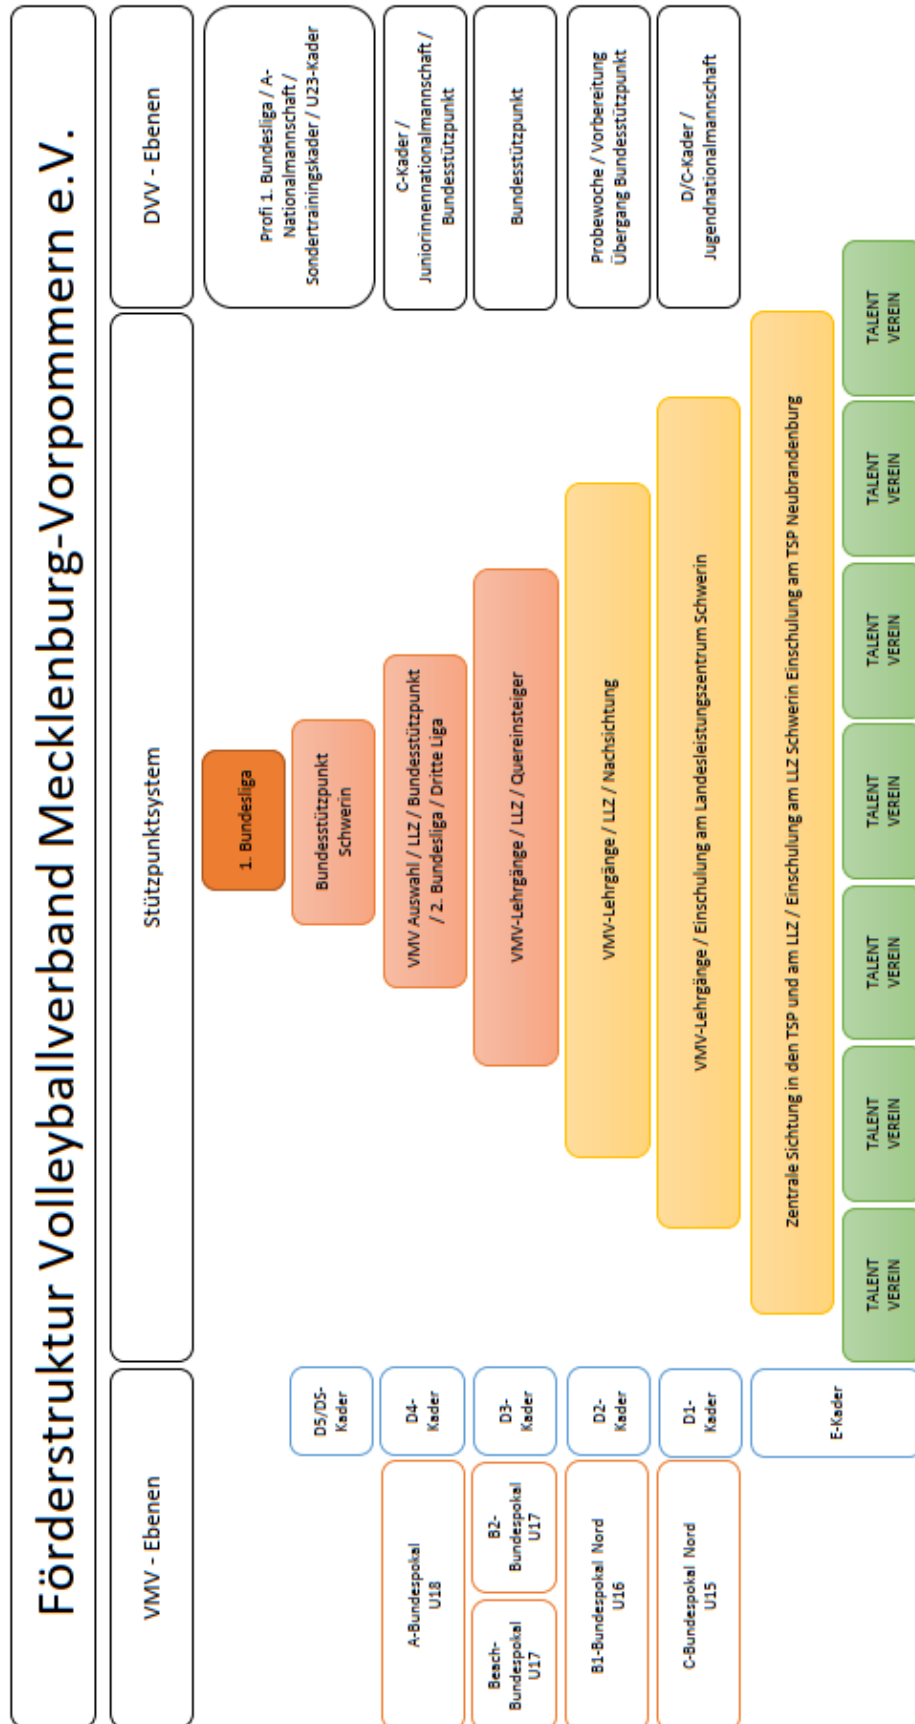 Förderstruktur Volleyballverband Mecklenburg-Vorpommern e.V.
VMV - Ebenen
Stützpunktsystem
DVV - Ebenen
1. Bundesliga
Profi 1. Bundesliga / A-
Nationalmannschaft /
Sondertrainingskader / U23-Kader
D5/DS-
Kader
Bundesstützpunkt
Schwerin
A-Bundespokal
U18
D4-
Kader
VMV Auswahl / LLZ / Bundesstützpunkt
/ 2. Bundesliga / Dritte Liga
C-Kader /
Juniorinnennationalmannschaft /
Bundesstützpunkt
Beach-
Bundespokal
U17
B2-
Bundespokal
U17
D3-
Kader
VMV-Lehrgänge / LLZ / Quereinsteiger
Bundesstützpunkt
B1-Bundespokal Nord
U16
D2-
Kader
VMV-Lehrgänge / LLZ / Nachsichtung
Probewoche / Vorbereitung
Übergang Bundesstützpunkt
C-Bundespokal Nord
U15
D1-
Kader
VMV-Lehrgänge / Einschulung am Landesleistungszentrum Schwerin
D/C-Kader /
Jugendnationalmannschaft
E-Kader
Zentrale Sichtung in den TSP und am LLZ / Einschulung am LLZ Schwerin Einschulung am TSP Neubrandenburg
TALENT
VEREIN
TALENT
VEREIN
TALENT
VEREIN
TALENT
VEREIN
TALENT
VEREIN
TALENT
VEREIN
TALENT
VEREIN